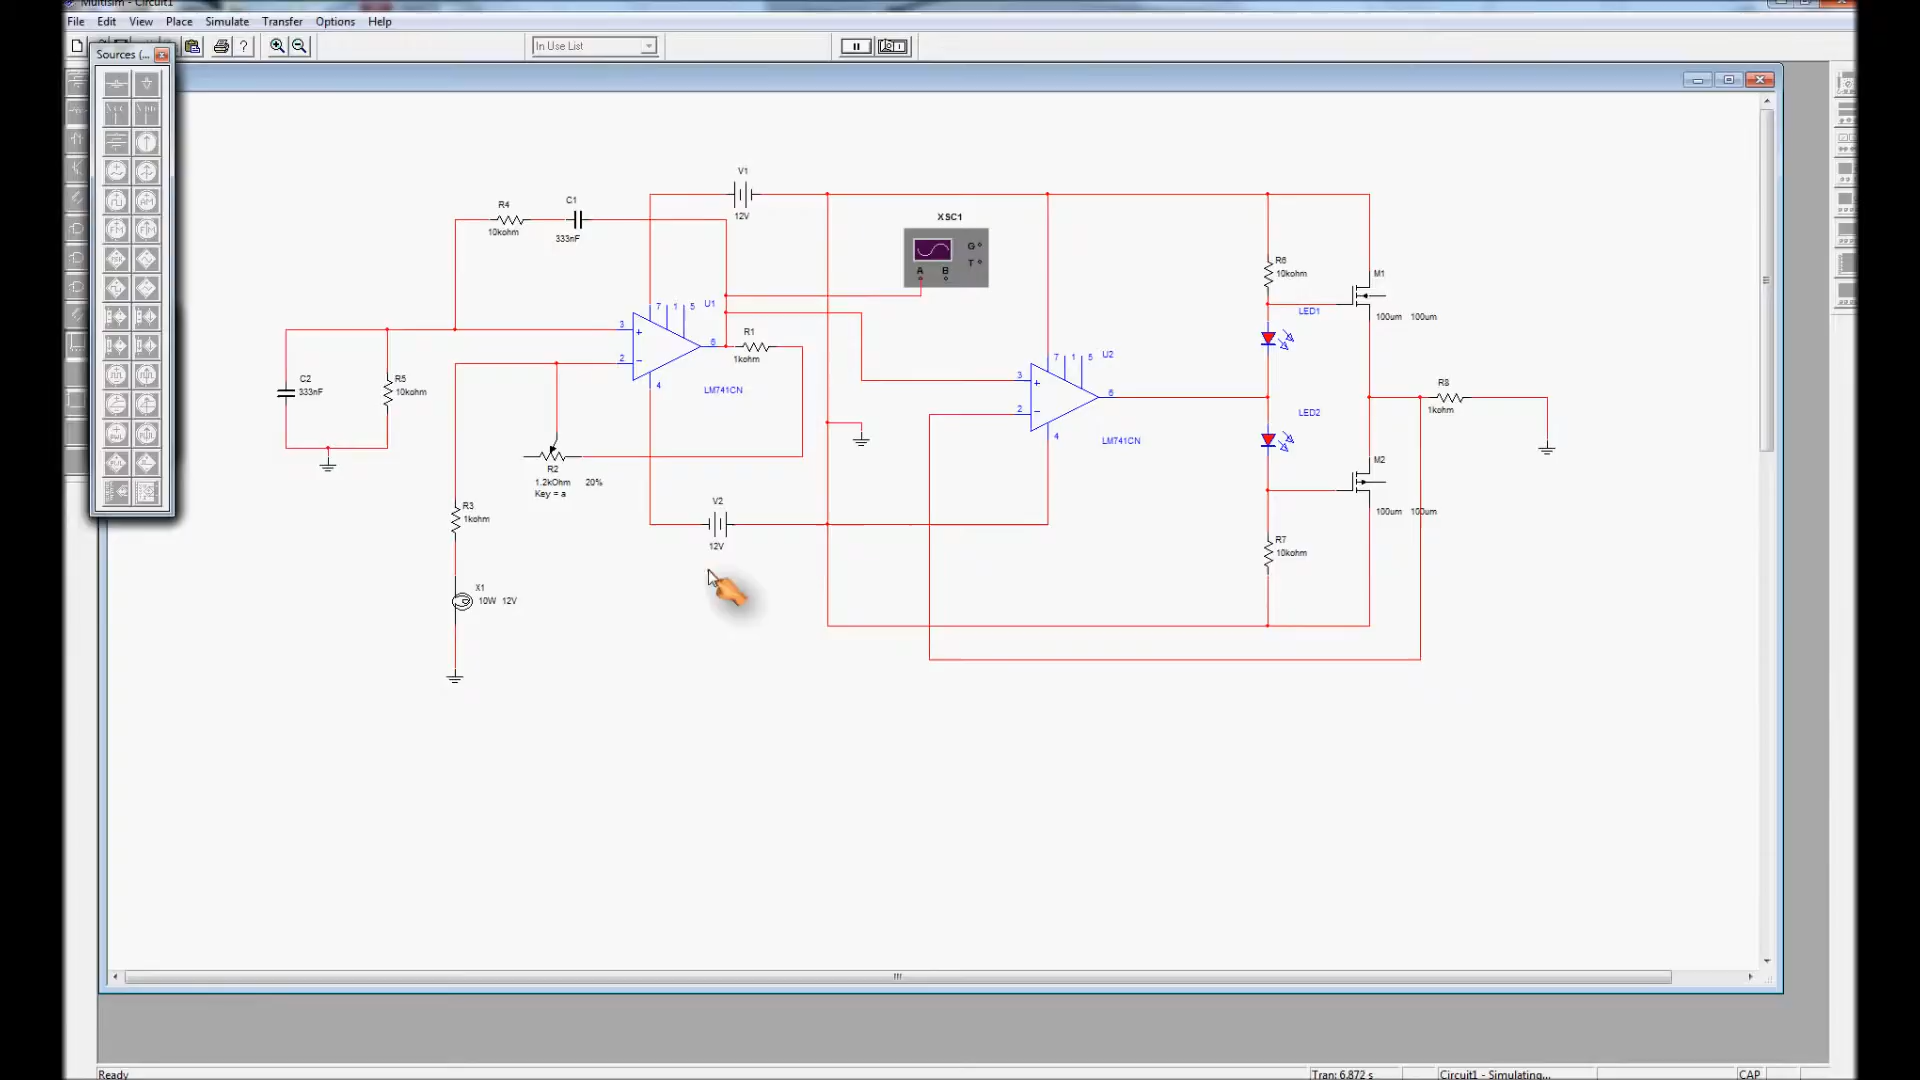 Multisim - Circuit1
File Edit View Place Simulate Transfer Options Help
Sources (...
In Use List
V1
12V
R4
10kohm
C1
333nF
XSC1
G
T
A B
7 1 5
U1
3
2
6
4
LM741CN
R1
1kohm
C2
333nF
R5
10kohm
R2
1.2kOhm 20%
Key = a
R3
1kohm
X1
10W 12V
V2
12V
7 1 5
U2
3
2
6
4
LM741CN
R6
10kohm
LED1
M1
100um 100um
LED2
R8
1kohm
M2
100um 100um
R7
10kohm
Ready
Tran: 6.872 s
Circuit1 - Simulating...
CAP